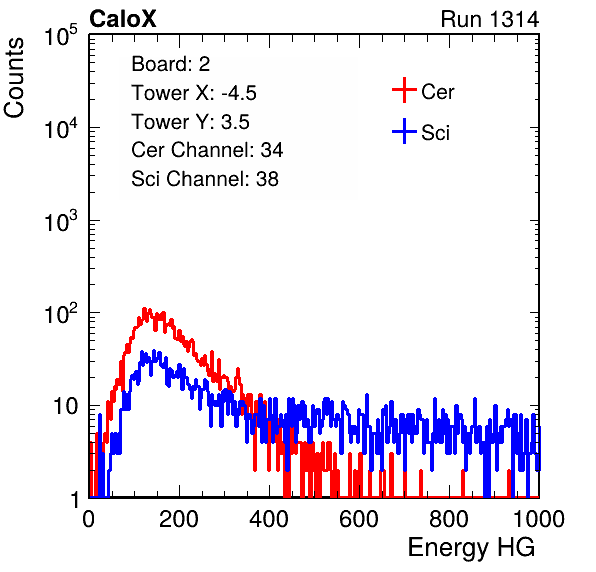 CaloX Run 1314
Counts
Board: 2
Tower X: -4.5
Tower Y: 3.5
Cer Channel: 34
Sci Channel: 38
Cer
Sci
10^5
10^4
10^3
10^2
10
1
0 200 400 600 800 1000
Energy HG